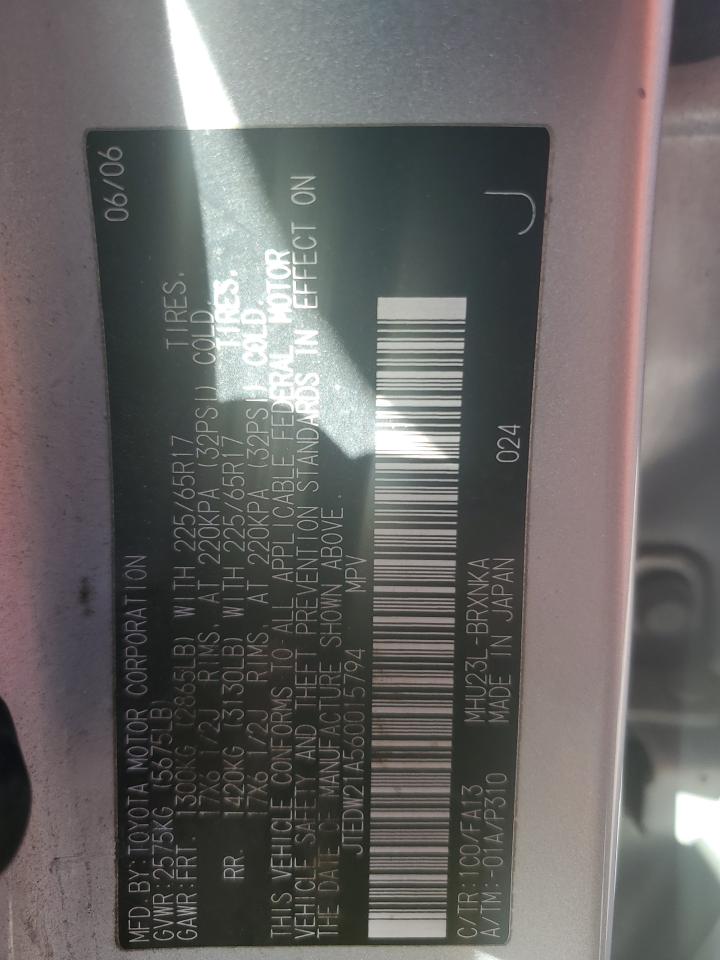 MFD.BY:TOYOTA MOTOR CORPORATION 06/06
GVWR:2575KG (5675LB)
GAWR:FRT. 1300KG (2865LB) WITH 225/65R17 TIRES.
17X6 1/2J RIMS, AT 220KPA (32PSI) COLD.
RR. 1420KG (3130LB) WITH 225/65R17 TIRES.
17X6 1/2J RIMS, AT 220KPA (32PSI) COLD.
THIS VEHICLE CONFORMS TO ALL APPLICABLE FEDERAL MOTOR
VEHICLE SAFETY AND THEFT PREVENTION STANDARDS IN EFFECT ON
THE DATE OF MANUFACTURE SHOWN ABOVE.
JTEDW21A560015794 MPV
C/TR:1C0/FA13 MHU23L-BRXNKA 024
A/TM:-01A/P310 MADE IN JAPAN
J